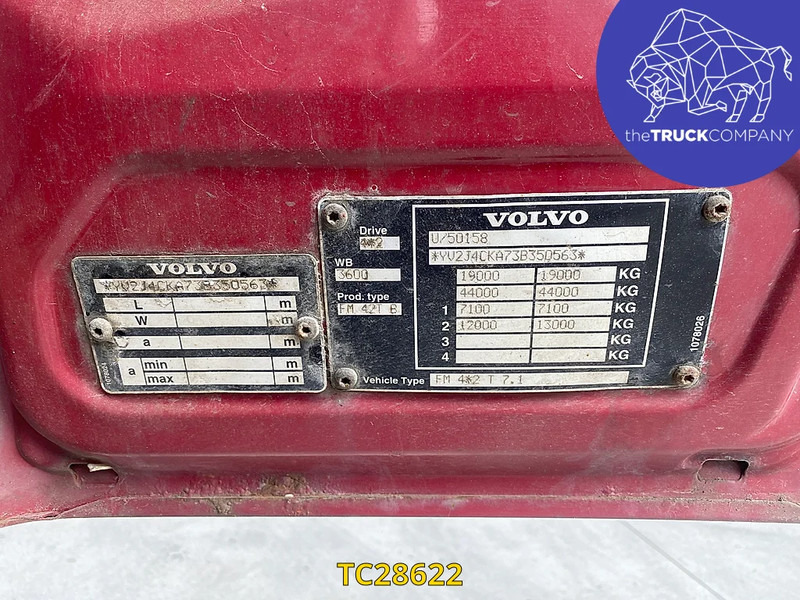 theTRUCKCOMPANY
VOLVO
*YV2J4CKA73B350563*
L m
W m
a m
a
min m
max m
1078024
VOLVO
Drive
4*2
WB
3600
Prod. type
FM 42T B
U/50158
*YV2J4CKA73B350563*
19000 19000 KG
44000 44000 KG
1 7100 7100 KG
2 12000 13000 KG
3 KG
4 KG
Vehicle Type FM 4*2 T 7.1
1078026
TC28622